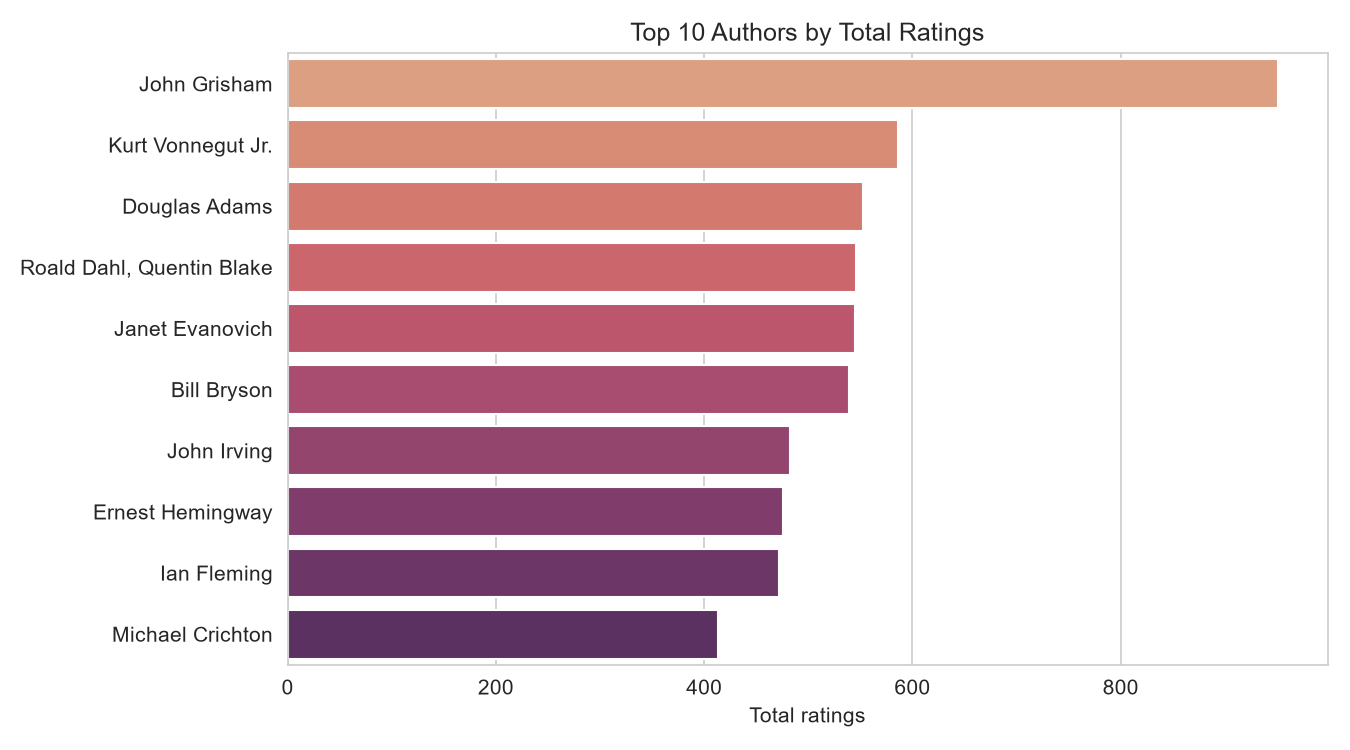 Top 10 Authors by Total Ratings
John Grisham
Kurt Vonnegut Jr.
Douglas Adams
Roald Dahl, Quentin Blake
Janet Evanovich
Bill Bryson
John Irving
Ernest Hemingway
Ian Fleming
Michael Crichton
0 200 400 600 800
Total ratings